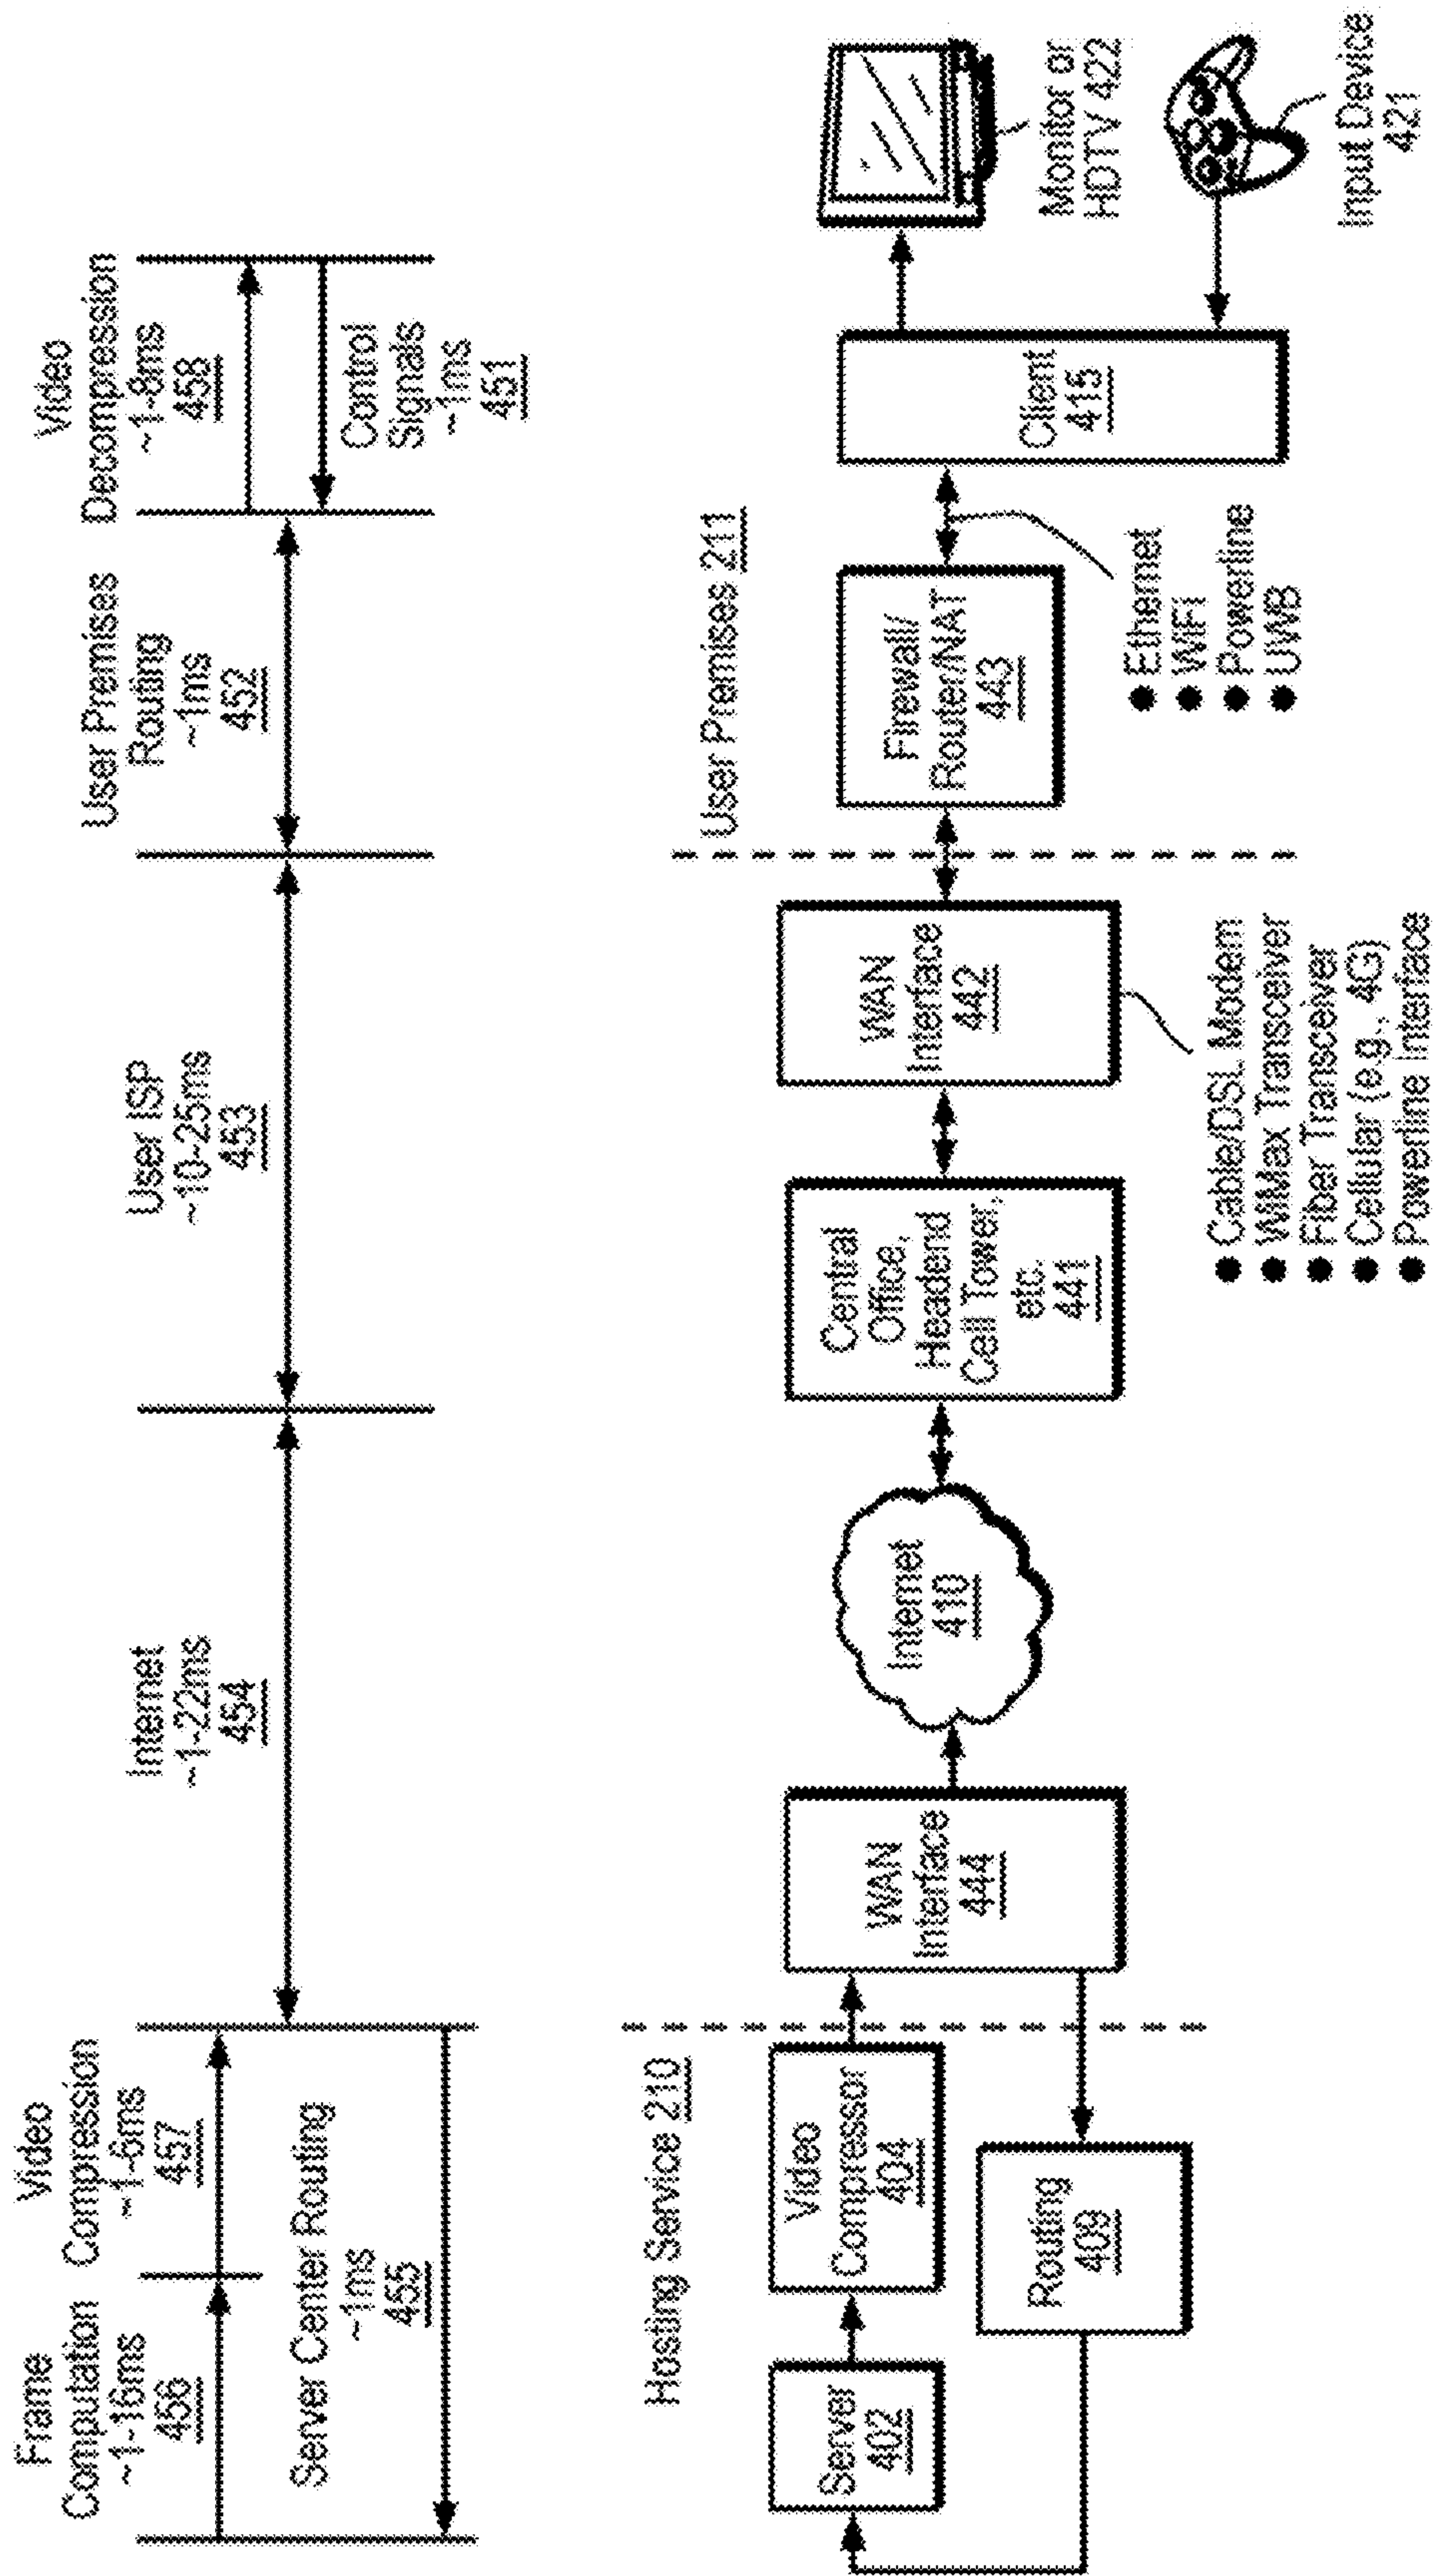 Frame
Computation
~1-16ms
456
Video
Compression
~1-6ms
457
Server Center Routing
~1ms
455
Internet
~1-22ms
454
User ISP
~10-25ms
453
User Premises
Routing
~1ms
452
Video
Decompression
~1-8ms
458
Control
Signals
~1ms
451
Hosting Service 210
Server
402
Video
Compressor
404
Routing
409
WAN
Interface
444
Internet
410
Central
Office,
Headend
Cell Tower,
etc.
441
WAN
Interface
442
● Cable/DSL Modem
● WiMax Transceiver
● Fiber Transceiver
● Cellular (e.g., 4G)
● Powerline Interface
User Premises 211
Firewall/
Router/NAT
443
● Ethernet
● WiFi
● Powerline
● UWB
Client
415
Monitor or
HDTV 422
Input Device
421